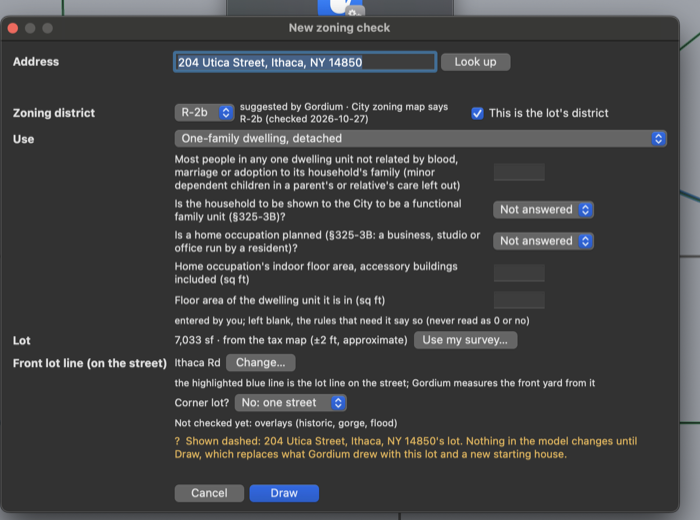 New zoning check
Address
204 Utica Street, Ithaca, NY 14850
Look up
Zoning district
R-2b
suggested by Gordium · City zoning map says
R-2b (checked 2026-10-27)
This is the lot's district
Use
One-family dwelling, detached
Most people in any one dwelling unit not related by blood,
marriage or adoption to its household's family (minor
dependent children in a parent's or relative's care left out)
Is the household to be shown to the City to be a functional
family unit (§325-3B)?
Not answered
Is a home occupation planned (§325-3B: a business, studio or
office run by a resident)?
Not answered
Home occupation's indoor floor area, accessory buildings
included (sq ft)
Floor area of the dwelling unit it is in (sq ft)
entered by you; left blank, the rules that need it say so (never read as 0 or no)
Lot
7,033 sf · from the tax map (±2 ft, approximate)
Use my survey...
Front lot line (on the street)
Ithaca Rd
Change...
the highlighted blue line is the lot line on the street; Gordium measures the front yard from it
Corner lot?
No: one street
Not checked yet: overlays (historic, gorge, flood)
? Shown dashed: 204 Utica Street, Ithaca, NY 14850's lot. Nothing in the model changes until
Draw, which replaces what Gordium drew with this lot and a new starting house.
Cancel
Draw